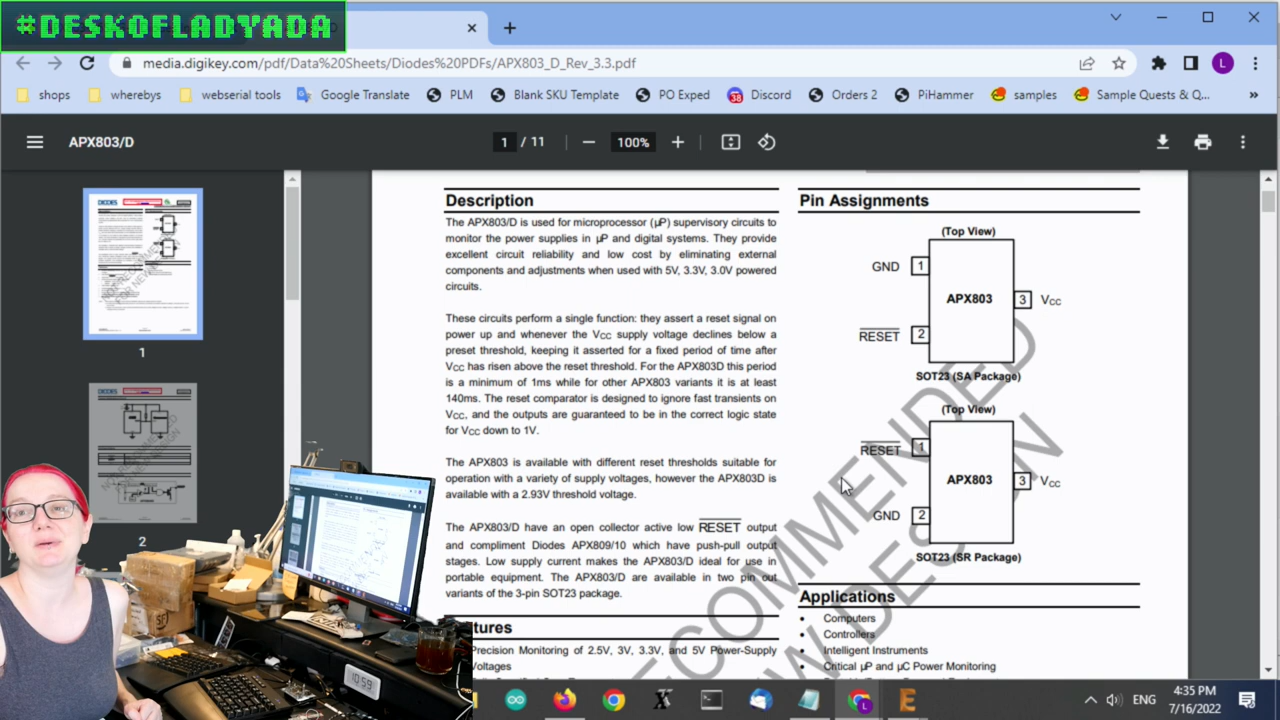 #DESKOFLADYADA
media.digikey.com/pdf/Data%20Sheets/Diodes%20PDFs/APX803_D_Rev_3.3.pdf
L
shops
wherebys
webserial tools
Google Translate
PLM
Blank SKU Template
PO Exped
38
Discord
Orders 2
PiHammer
samples
Sample Quests & Q...
»
APX803/D
1 / 11
100%
1
2
Description
The APX803/D is used for microprocessor (µP) supervisory circuits to
monitor the power supplies in µP and digital systems. They provide
excellent circuit reliability and low cost by eliminating external
components and adjustments when used with 5V, 3.3V, 3.0V powered
circuits.
These circuits perform a single function: they assert a reset signal on
power up and whenever the VCC supply voltage declines below a
preset threshold, keeping it asserted for a fixed period of time after
VCC has risen above the reset threshold. For the APX803D this period
is a minimum of 1ms while for other APX803 variants it is at least
140ms. The reset comparator is designed to ignore fast transients on
VCC, and the outputs are guaranteed to be in the correct logic state
for VCC down to 1V.
The APX803 is available with different reset thresholds suitable for
operation with a variety of supply voltages, however the APX803D is
available with a 2.93V threshold voltage.
The APX803/D have an open collector active low RESET output
and compliment Diodes APX809/10 which have push-pull output
stages. Low supply current makes the APX803/D ideal for use in
portable equipment. The APX803/D are available in two pin out
variants of the 3-pin SOT23 package.
tures
Precision Monitoring of 2.5V, 3V, 3.3V, and 5V Power-Supply
Voltages
Pin Assignments
(Top View)
GND 1
APX803
3 VCC
RESET 2
SOT23 (SA Package)
(Top View)
RESET 1
APX803
3 VCC
GND 2
SOT23 (SR Package)
Applications
• Computers
• Controllers
• Intelligent Instruments
• Critical µP and µC Power Monitoring
COMMENDED
W DESIGN
10:59
ENG
4:35 PM
7/16/2022